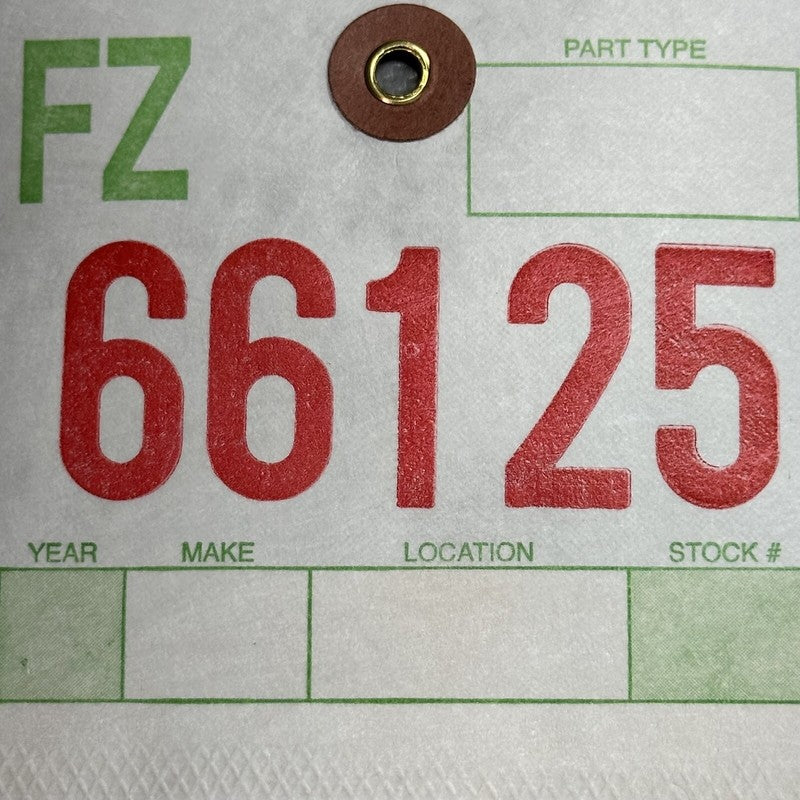 FZ
PART TYPE
66125
YEAR MAKE LOCATION STOCK #